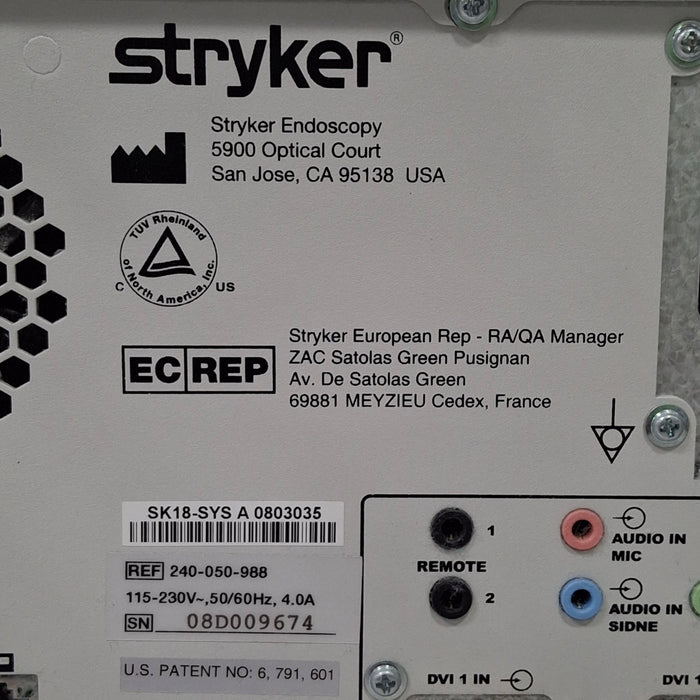 stryker®
Stryker Endoscopy
5900 Optical Court
San Jose, CA 95138 USA
TUV Rheinland
of North America, Inc.
C US
EC REP
Stryker European Rep - RA/QA Manager
ZAC Satolas Green Pusignan
Av. De Satolas Green
69881 MEYZIEU Cedex, France
SK18-SYS A 0803035
REF 240-050-988
115-230V~,50/60Hz, 4.0A
SN 08D009674
U.S. PATENT NO: 6, 791, 601
1
REMOTE
2
AUDIO IN
MIC
AUDIO IN
SIDNE
DVI 1 IN
DVI 1